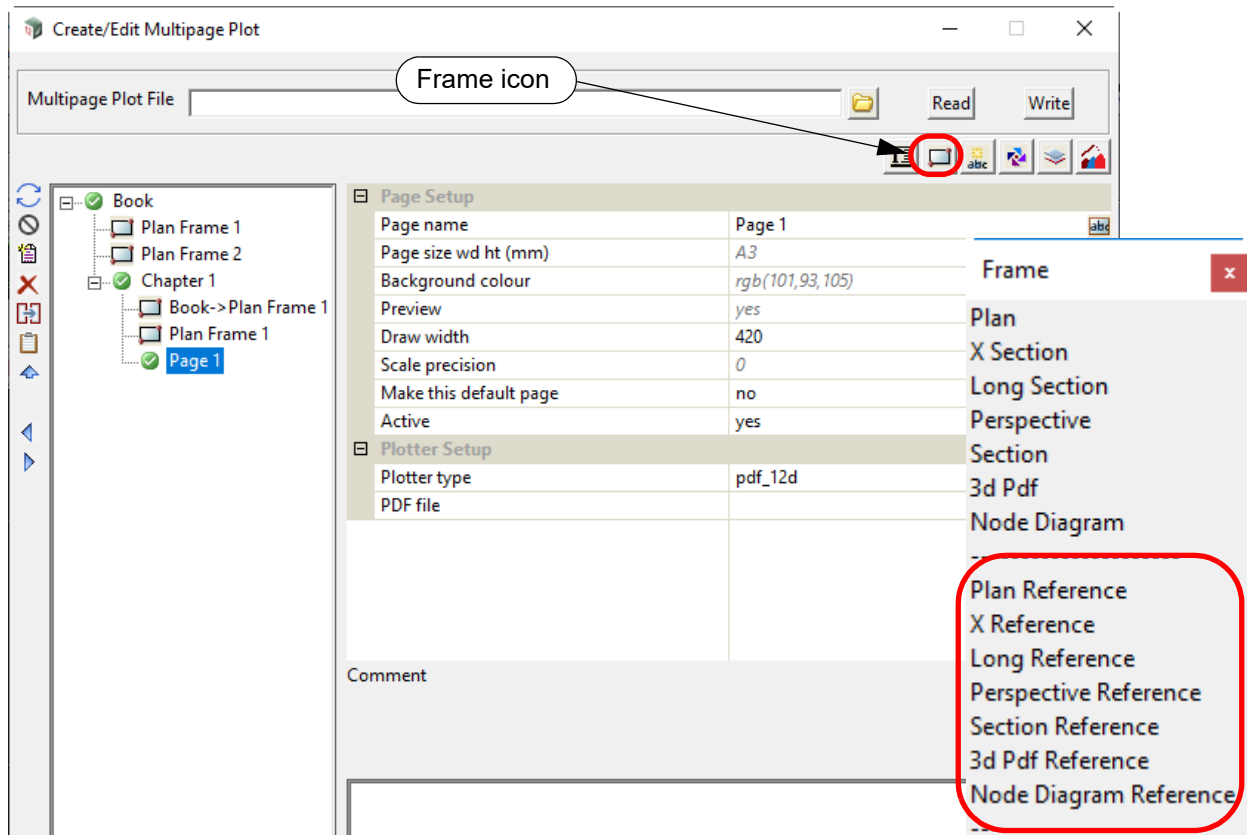 Create/Edit Multipage Plot
Frame icon
Multipage Plot File
Read
Write
abc
Book
Plan Frame 1
Plan Frame 2
Chapter 1
Book->Plan Frame 1
Plan Frame 1
Page 1
Page Setup
Page name Page 1 abc
Page size wd ht (mm) A3
Background colour rgb(101,93,105)
Preview yes
Draw width 420
Scale precision 0
Make this default page no
Active yes
Plotter Setup
Plotter type pdf_12d
PDF file
Comment
Frame x
Plan
X Section
Long Section
Perspective
Section
3d Pdf
Node Diagram
Plan Reference
X Reference
Long Reference
Perspective Reference
Section Reference
3d Pdf Reference
Node Diagram Reference